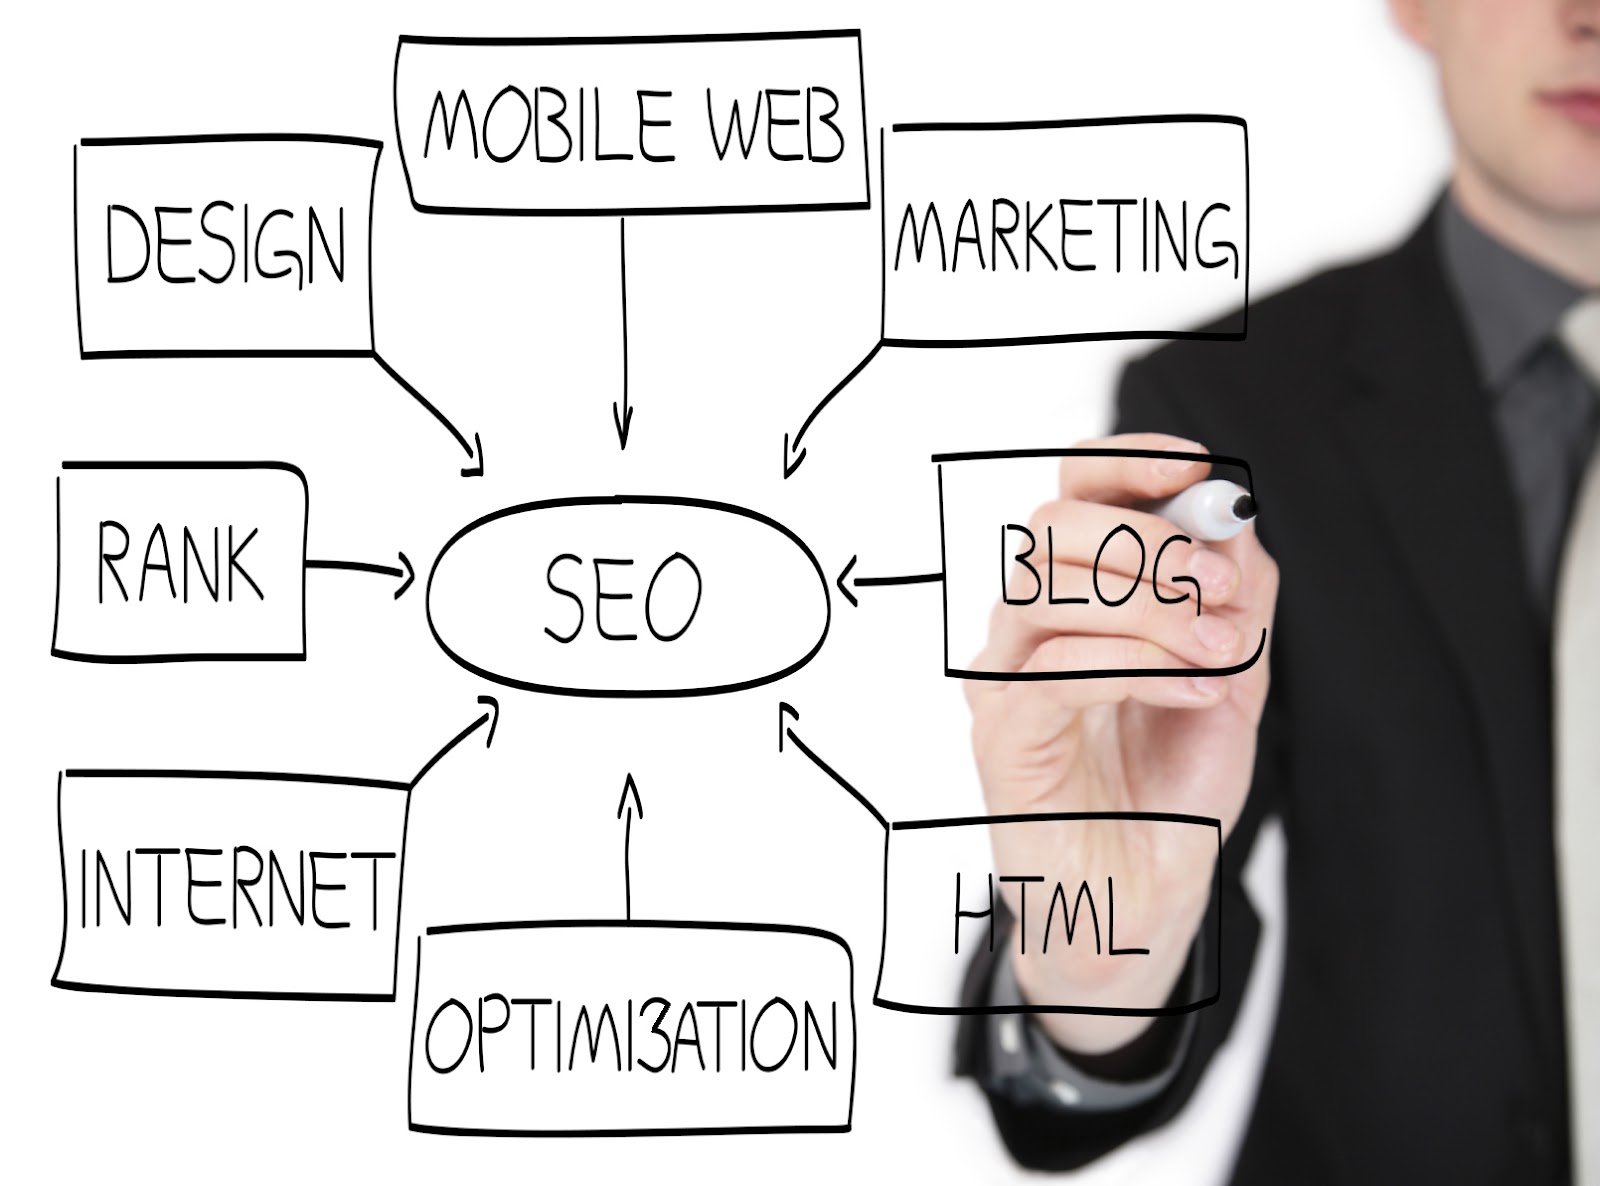 MOBILE WEB
DESIGN
MARKETING
RANK
SEO
BLOG
INTERNET
OPTIMIZATION
HTML